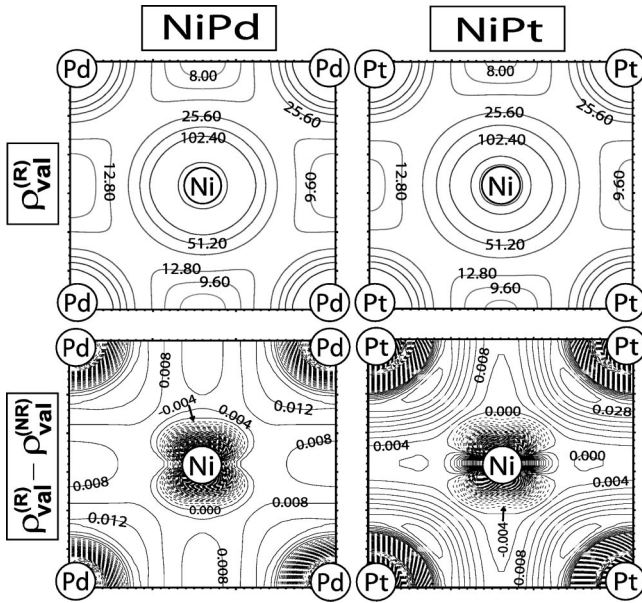 NiPd
NiPt
Pd
Pd
Pt
Pt
8.00
8.00
25.60
25.60
25.60
25.60
102.40
102.40
ρ(R)val
12.80
Ni
9.60
12.80
Ni
9.60
51.20
51.20
12.80
12.80
9.60
9.60
Pd
Pd
Pt
Pt
Pd
Pd
Pt
Pt
0.008
0.008
-0.004
0.004
0.012
0.000
0.028
ρ(R)val − ρ(NR)val
0.008
0.004
Ni
Ni
0.000
0.008
0.008
0.004
0.012
0.000
-0.004
0.008
0.008
Pd
Pd
Pt
Pt